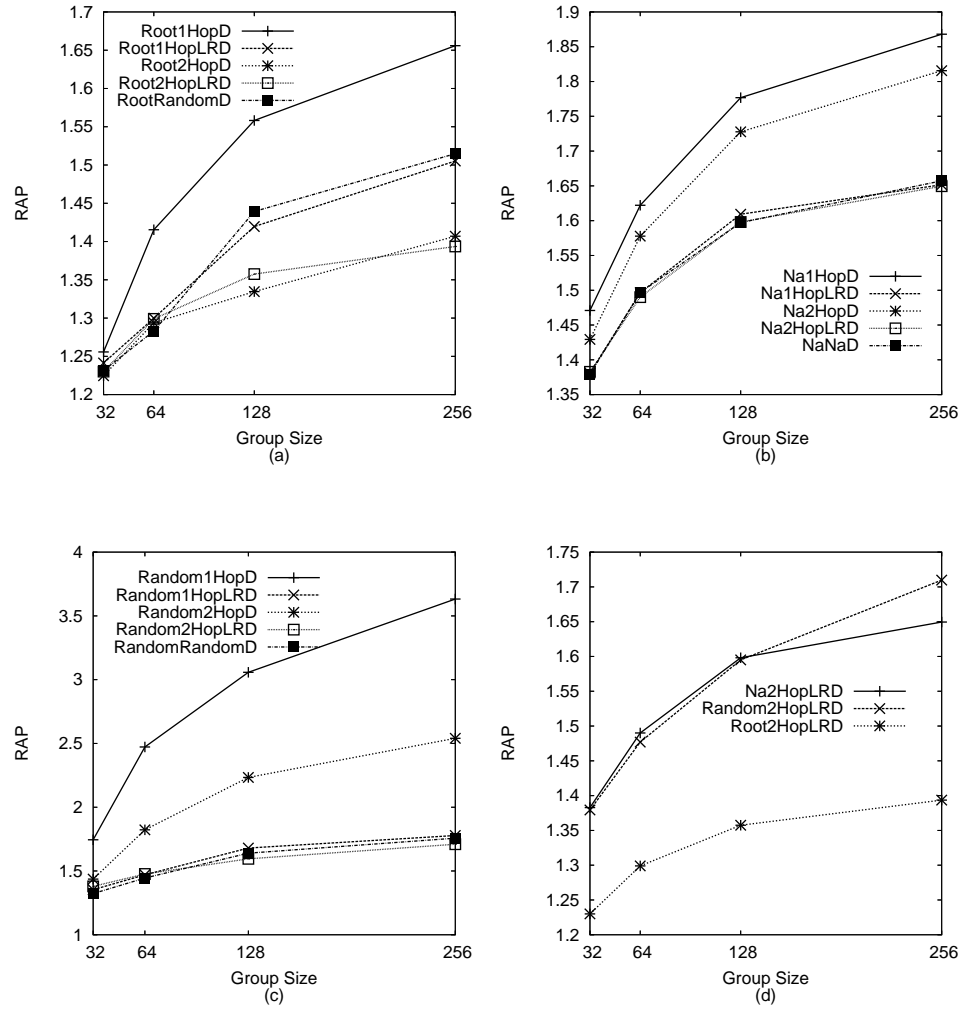 1.7
1.65
1.6
1.55
1.5
1.45
1.4
1.35
1.3
1.25
1.2
RAP
Root1HopD
Root1HopLRD
Root2HopD
Root2HopLRD
RootRandomD
32 64 128 256
Group Size
(a)
1.9
1.85
1.8
1.75
1.7
1.65
1.6
1.55
1.5
1.45
1.4
1.35
RAP
Na1HopD
Na1HopLRD
Na2HopD
Na2HopLRD
NaNaD
32 64 128 256
Group Size
(b)
4
3.5
3
2.5
2
1.5
1
RAP
Random1HopD
Random1HopLRD
Random2HopD
Random2HopLRD
RandomRandomD
32 64 128 256
Group Size
(c)
1.75
1.7
1.65
1.6
1.55
1.5
1.45
1.4
1.35
1.3
1.25
1.2
RAP
Na2HopLRD
Random2HopLRD
Root2HopLRD
32 64 128 256
Group Size
(d)